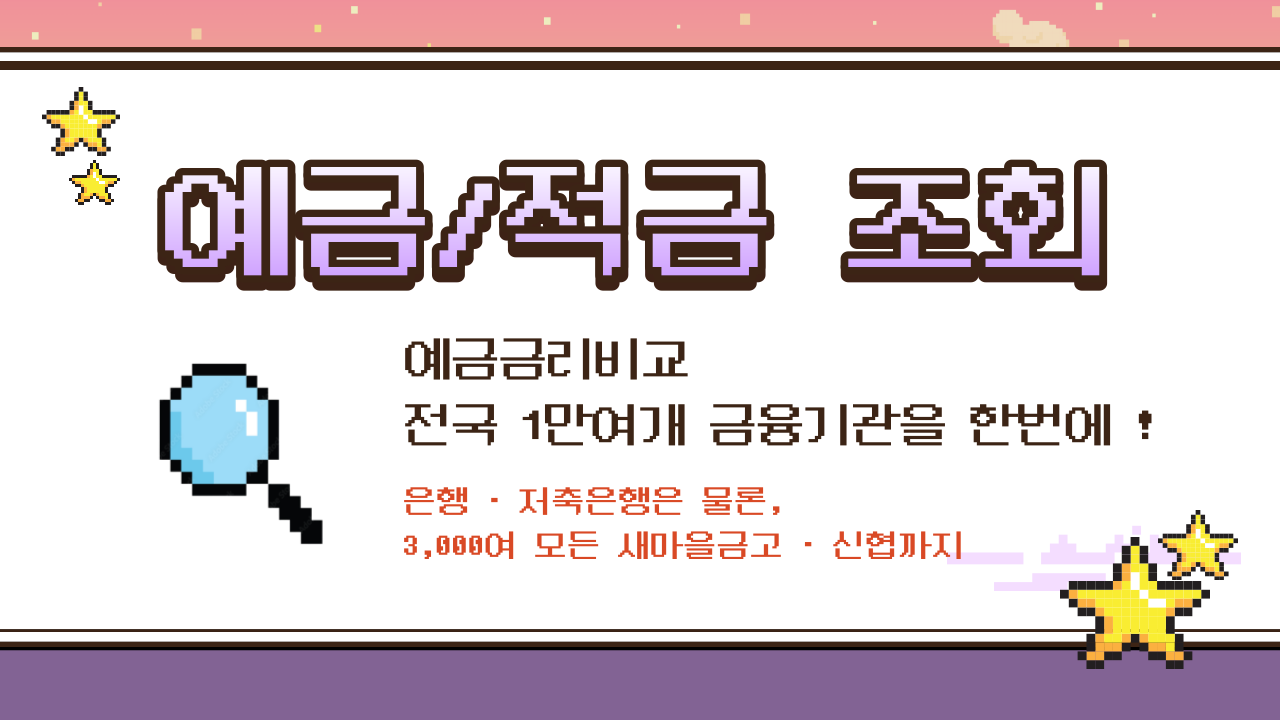 예금/적금 조회
예금금리비교
전국 1만여개 금융기관을 한번에 !
은행 · 저축은행은 물론,
3,000여 모든 새마을금고 · 신협까지